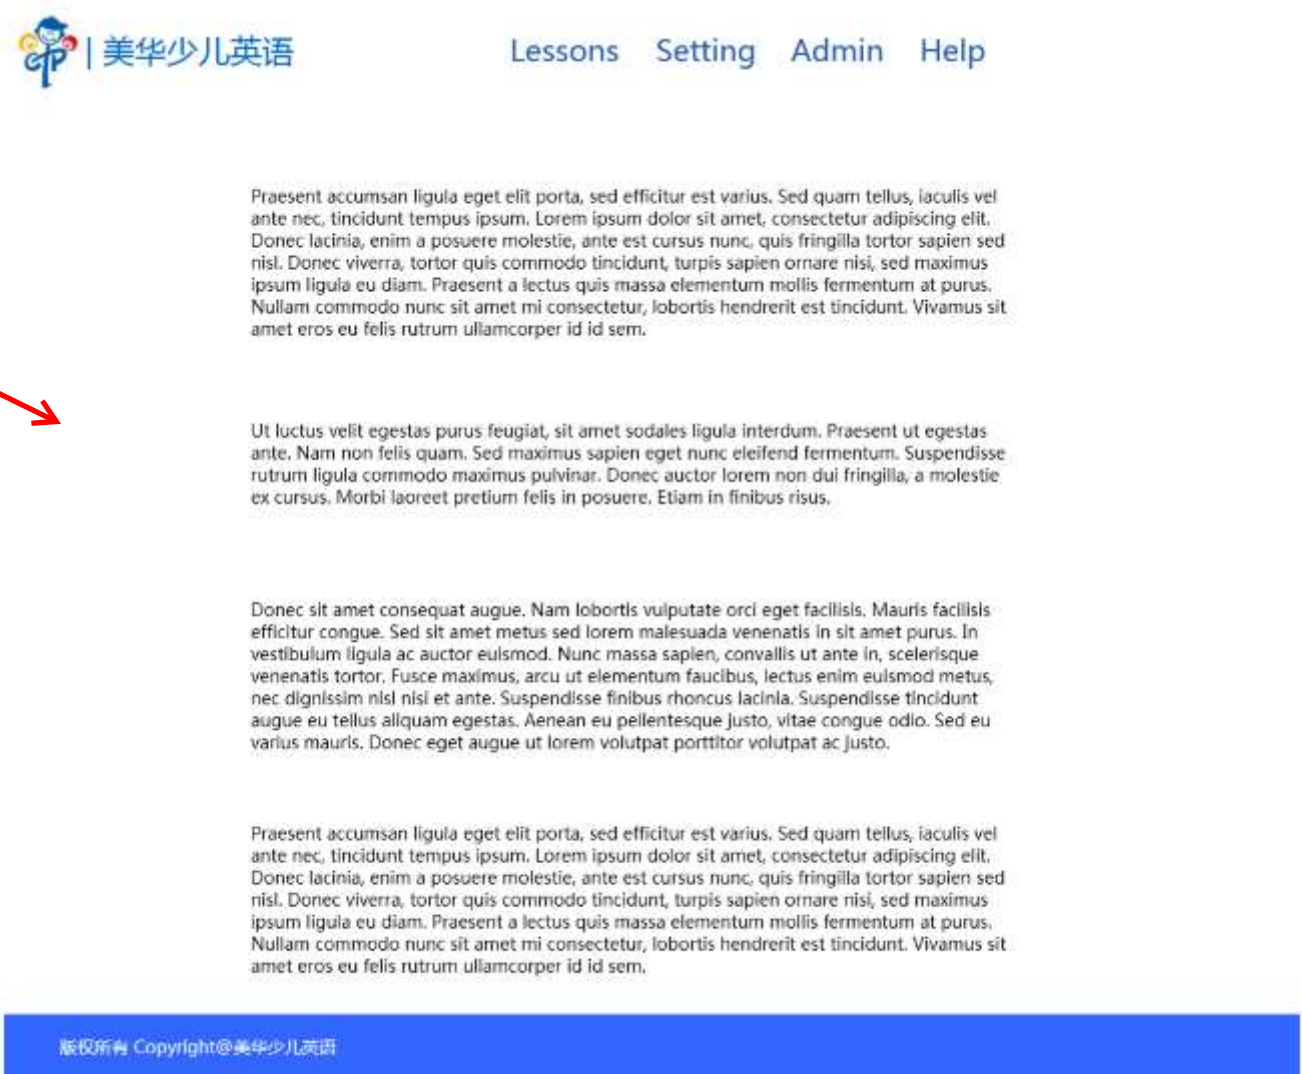 | 美华少儿英语
Lessons Setting Admin Help
Praesent accumsan ligula eget elit porta, sed efficitur est varius. Sed quam tellus, iaculis vel
ante nec, tincidunt tempus ipsum. Lorem ipsum dolor sit amet, consectetur adipiscing elit.
Donec lacinia, enim a posuere molestie, ante est cursus nunc, quis fringilla tortor sapien sed
nisl. Donec viverra, tortor quis commodo tincidunt, turpis sapien ornare nisi, sed maximus
ipsum ligula eu diam. Praesent a lectus quis massa elementum mollis fermentum at purus.
Nullam commodo nunc sit amet mi consectetur, lobortis hendrerit est tincidunt. Vivamus sit
amet eros eu felis rutrum ullamcorper id id sem.
Ut luctus velit egestas purus feugiat, sit amet sodales ligula interdum. Praesent ut egestas
ante. Nam non felis quam. Sed maximus sapien eget nunc eleifend fermentum. Suspendisse
rutrum ligula commodo maximus pulvinar. Donec auctor lorem non dui fringilla, a molestie
ex cursus. Morbi laoreet pretium felis in posuere. Etiam in finibus risus.
Donec sit amet consequat augue. Nam lobortis vulputate orci eget facilisis. Mauris facilisis
efficitur congue. Sed sit amet metus sed lorem malesuada venenatis in sit amet purus. In
vestibulum ligula ac auctor euismod. Nunc massa sapien, convallis ut ante in, scelerisque
venenatis tortor. Fusce maximus, arcu ut elementum faucibus, lectus enim euismod metus,
nec dignissim nisl nisi et ante. Suspendisse finibus rhoncus lacinia. Suspendisse tincidunt
augue eu tellus aliquam egestas. Aenean eu pellentesque justo, vitae congue odio. Sed eu
varius mauris. Donec eget augue ut lorem volutpat porttitor volutpat ac justo.
Praesent accumsan ligula eget elit porta, sed efficitur est varius. Sed quam tellus, iaculis vel
ante nec, tincidunt tempus ipsum. Lorem ipsum dolor sit amet, consectetur adipiscing elit.
Donec lacinia, enim a posuere molestie, ante est cursus nunc, quis fringilla tortor sapien sed
nisl. Donec viverra, tortor quis commodo tincidunt, turpis sapien ornare nisi, sed maximus
ipsum ligula eu diam. Praesent a lectus quis massa elementum mollis fermentum at purus.
Nullam commodo nunc sit amet mi consectetur, lobortis hendrerit est tincidunt. Vivamus sit
amet eros eu felis rutrum ullamcorper id id sem.
版权所有 Copyright@美华少儿英语